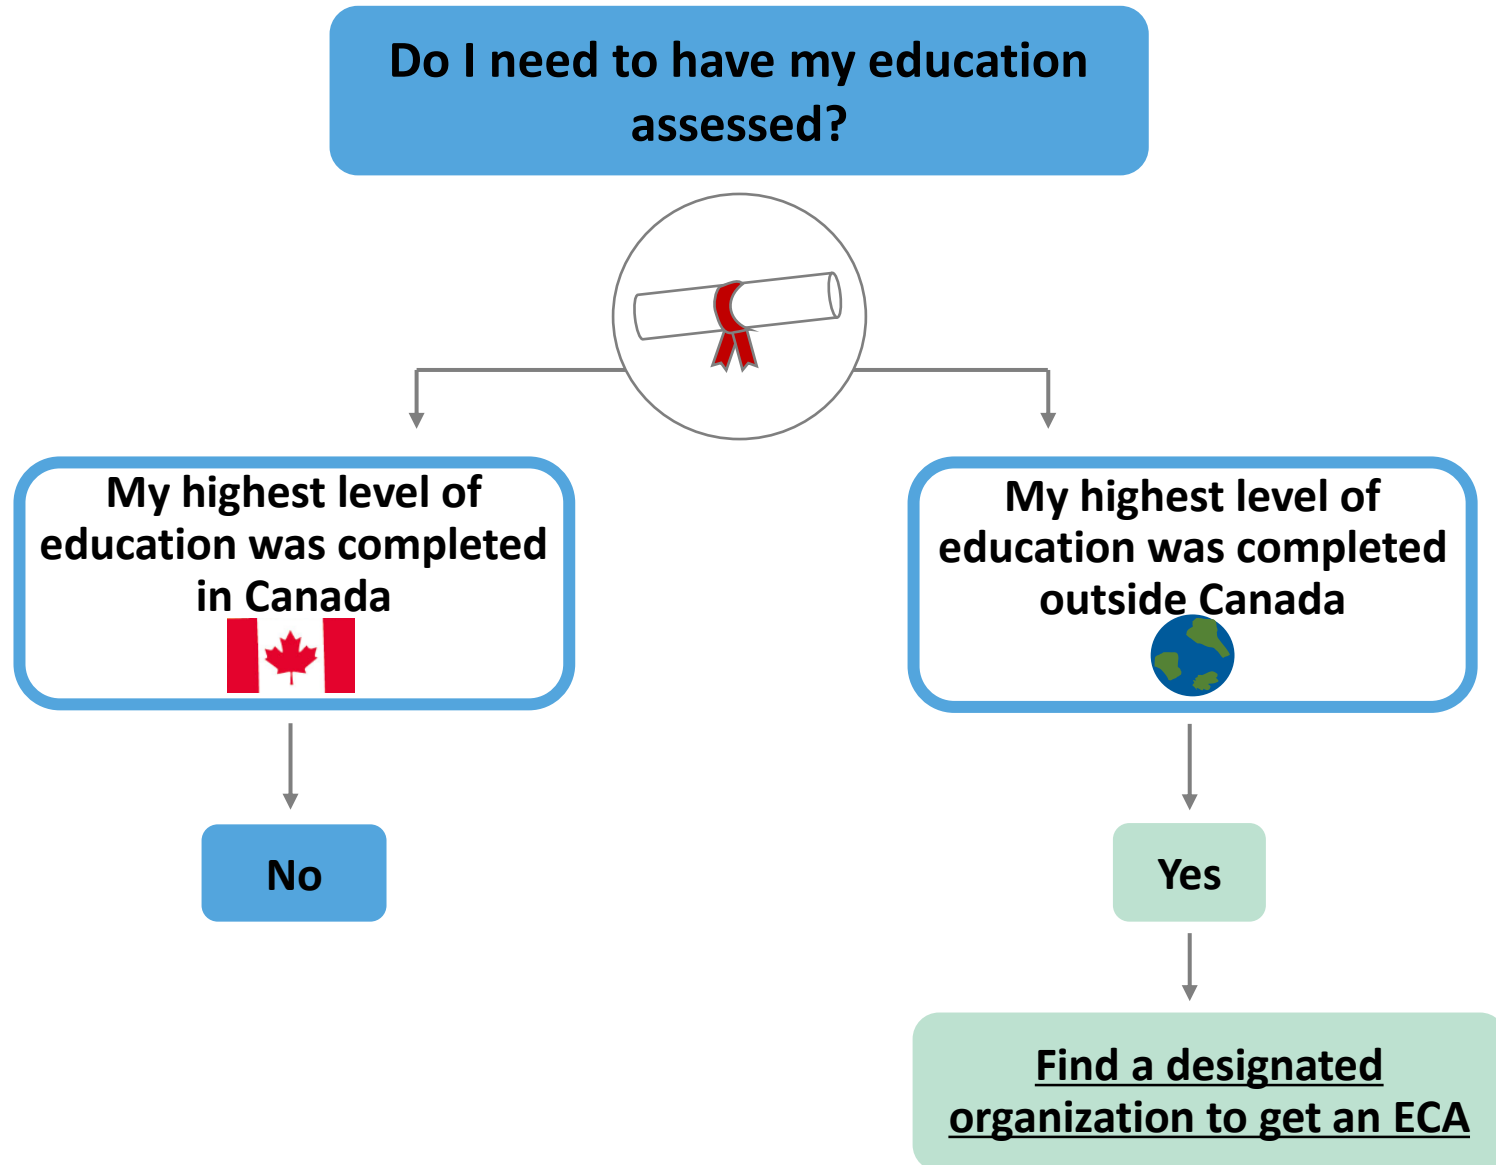 Do I need to have my education
assessed?
My highest level of
education was completed
in Canada
My highest level of
education was completed
outside Canada
No
Yes
Find a designated
organization to get an ECA